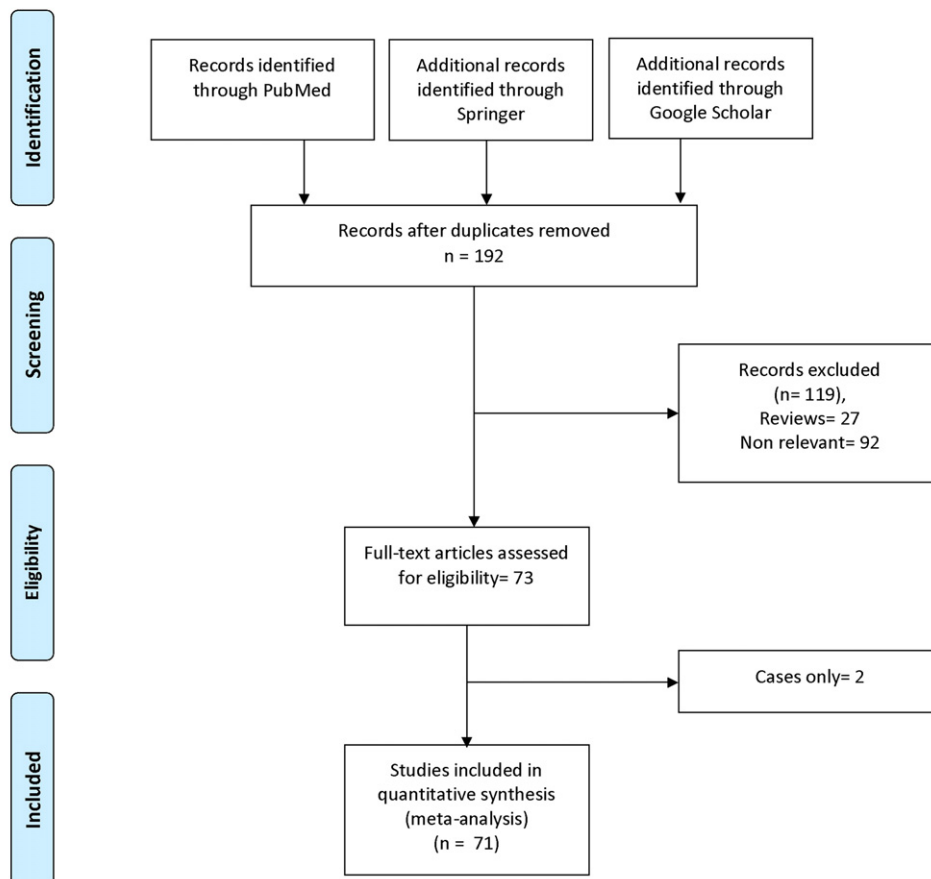 Identification
Records identified
through PubMed
Additional records
identified through
Springer
Additional records
identified through
Google Scholar
Records after duplicates removed
n = 192
Screening
Records excluded
(n= 119),
Reviews= 27
Non relevant= 92
Eligibility
Full-text articles assessed
for eligibility= 73
Cases only= 2
Included
Studies included in
quantitative synthesis
(meta-analysis)
(n = 71)